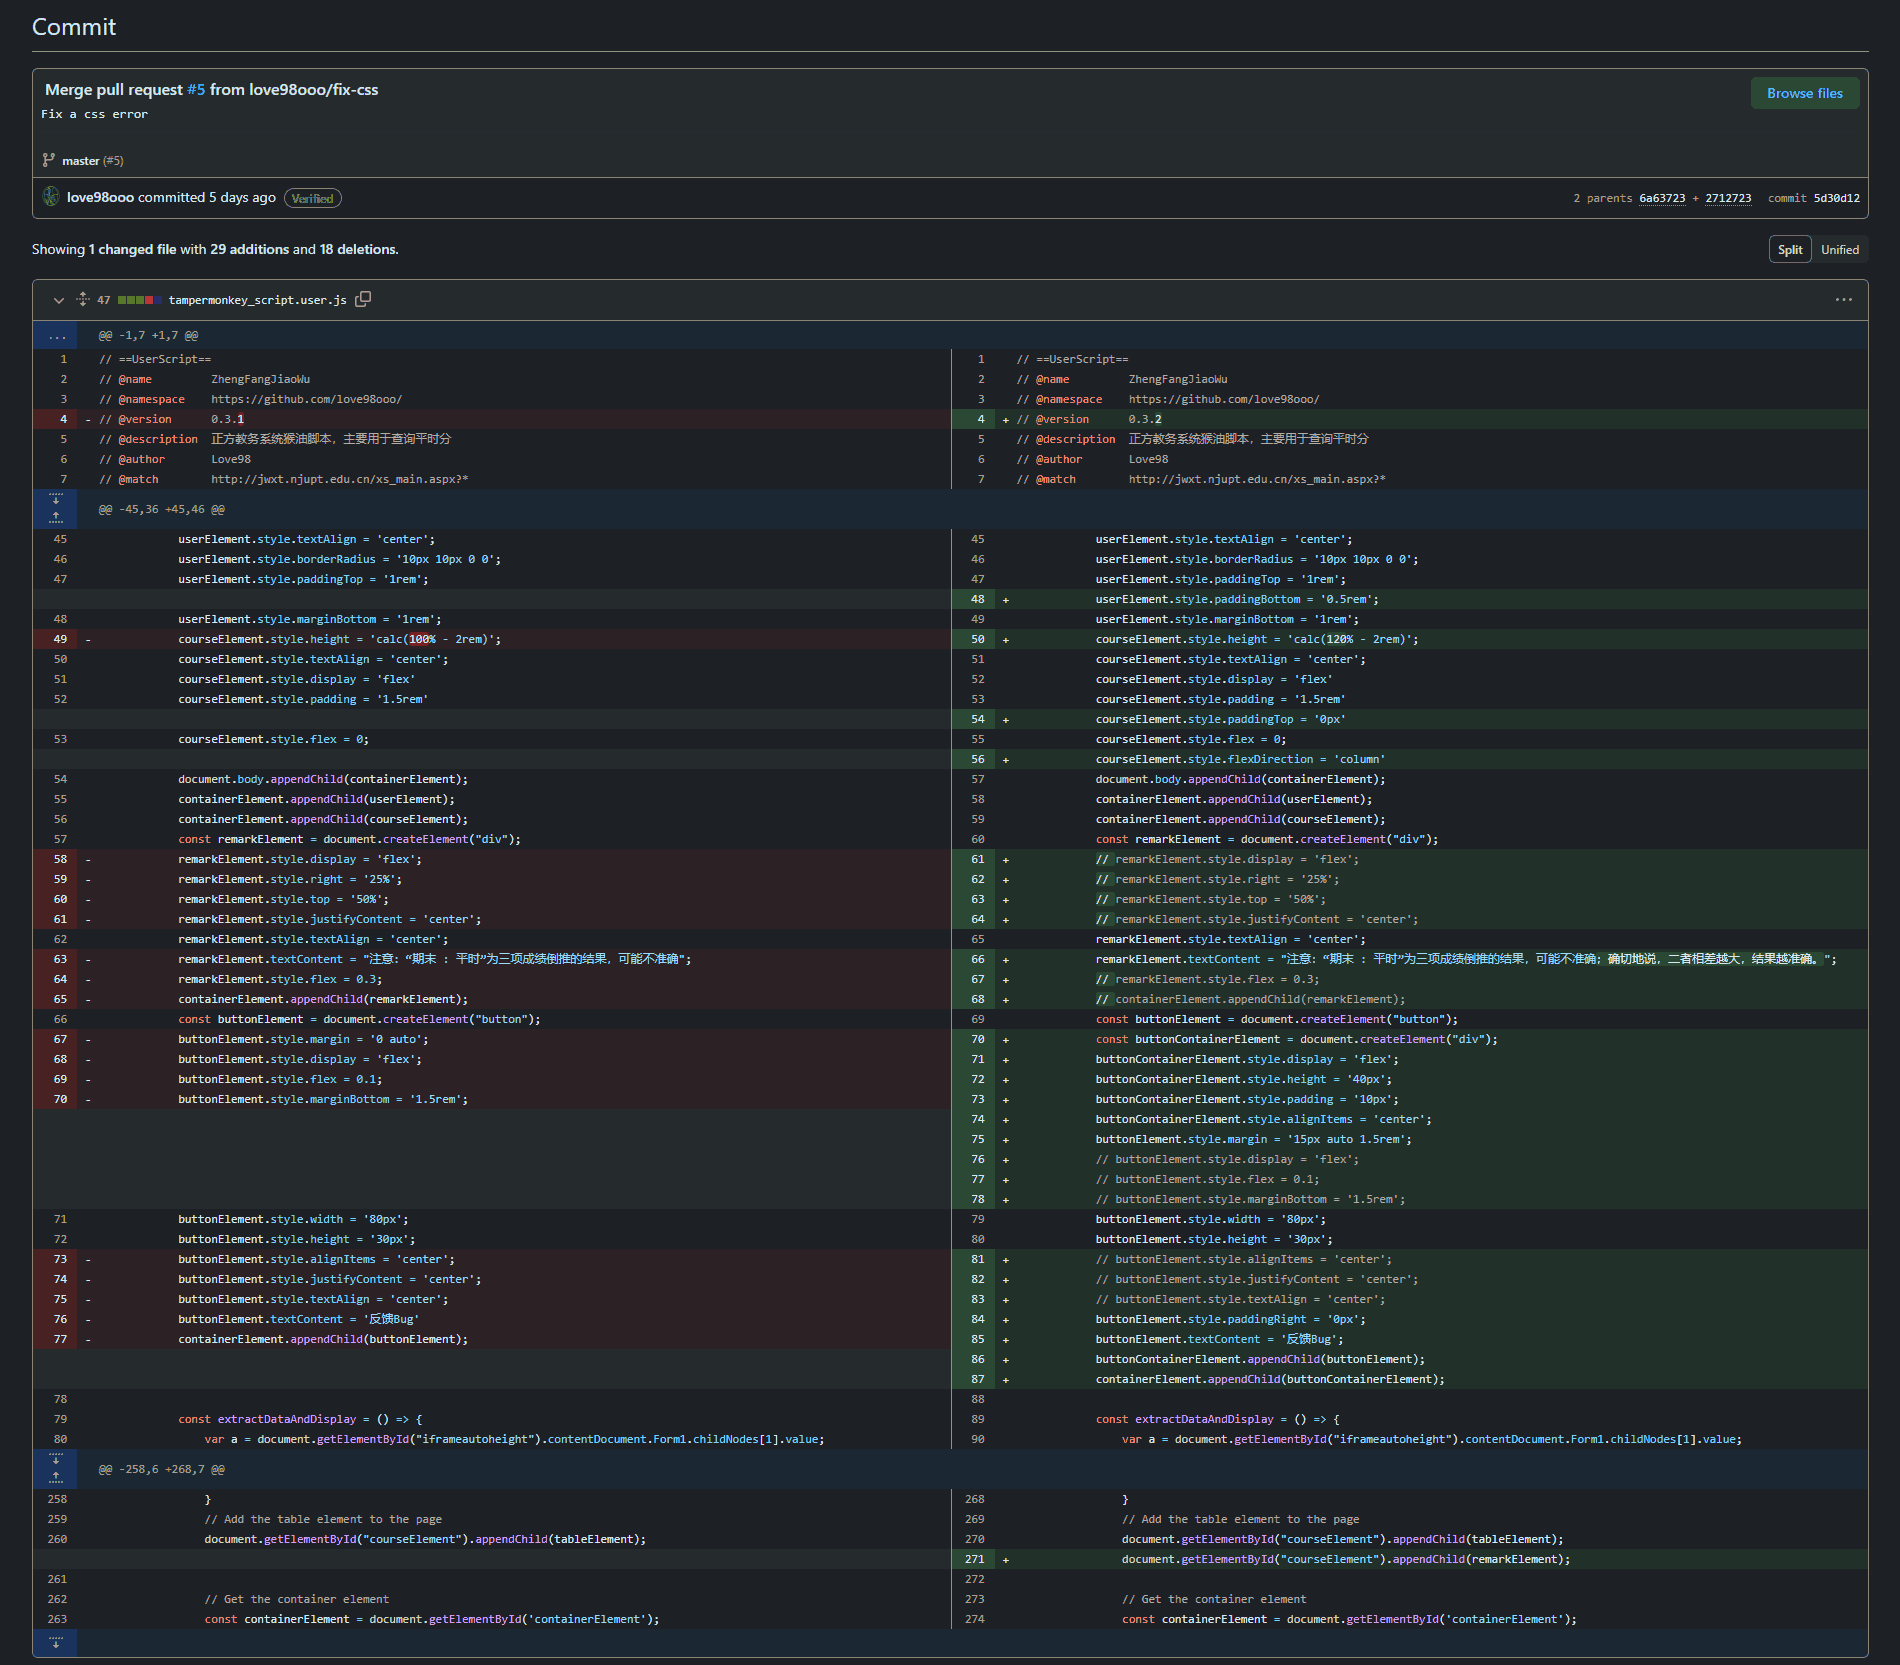 Commit
Merge pull request #5 from love98ooo/fix-css
Browse files
Fix a css error
master (#5)
love98ooo committed 5 days ago Verified
2 parents 6a63723 + 2712723 commit 5d30d12
Showing 1 changed file with 29 additions and 18 deletions.
Split Unified
47 tampermonkey_script.user.js
@@ -1,7 +1,7 @@
1 // ==UserScript== 1 // ==UserScript==
2 // @name ZhengFangJiaoWu 2 // @name ZhengFangJiaoWu
3 // @namespace https://github.com/love98ooo/ 3 // @namespace https://github.com/love98ooo/
4 - // @version 0.3.1 4 + // @version 0.3.2
5 // @description 正方教务系统猴油脚本，主要用于查询平时分 5 // @description 正方教务系统猴油脚本，主要用于查询平时分
6 // @author Love98 6 // @author Love98
7 // @match http://jwxt.njupt.edu.cn/xs_main.aspx?* 7 // @match http://jwxt.njupt.edu.cn/xs_main.aspx?*
@@ -45,36 +45,46 @@
45 userElement.style.textAlign = 'center'; 45 userElement.style.textAlign = 'center';
46 userElement.style.borderRadius = '10px 10px 0 0'; 46 userElement.style.borderRadius = '10px 10px 0 0';
47 userElement.style.paddingTop = '1rem'; 47 userElement.style.paddingTop = '1rem';
48 + userElement.style.paddingBottom = '0.5rem';
48 userElement.style.marginBottom = '1rem'; 49 userElement.style.marginBottom = '1rem';
49 - courseElement.style.height = 'calc(100% - 2rem)'; 50 + courseElement.style.height = 'calc(120% - 2rem)';
50 courseElement.style.textAlign = 'center'; 51 courseElement.style.textAlign = 'center';
51 courseElement.style.display = 'flex' 52 courseElement.style.display = 'flex'
52 courseElement.style.padding = '1.5rem' 53 courseElement.style.padding = '1.5rem'
54 + courseElement.style.paddingTop = '0px'
53 courseElement.style.flex = 0; 55 courseElement.style.flex = 0;
56 + courseElement.style.flexDirection = 'column'
54 document.body.appendChild(containerElement); 57 document.body.appendChild(containerElement);
55 containerElement.appendChild(userElement); 58 containerElement.appendChild(userElement);
56 containerElement.appendChild(courseElement); 59 containerElement.appendChild(courseElement);
57 const remarkElement = document.createElement("div"); 60 const remarkElement = document.createElement("div");
58 - remarkElement.style.display = 'flex'; 61 + // remarkElement.style.display = 'flex';
59 - remarkElement.style.right = '25%'; 62 + // remarkElement.style.right = '25%';
60 - remarkElement.style.top = '50%'; 63 + // remarkElement.style.top = '50%';
61 - remarkElement.style.justifyContent = 'center'; 64 + // remarkElement.style.justifyContent = 'center';
62 remarkElement.style.textAlign = 'center'; 65 remarkElement.style.textAlign = 'center';
63 - remarkElement.textContent = "注意：“期末 : 平时”为三项成绩倒推的结果，可能不准确"; 66 + remarkElement.textContent = "注意：“期末 : 平时”为三项成绩倒推的结果，可能不准确；确切地说，二者相差越大，结果越准确。";
64 - remarkElement.style.flex = 0.3; 67 + // remarkElement.style.flex = 0.3;
65 - containerElement.appendChild(remarkElement); 68 + // containerElement.appendChild(remarkElement);
66 const buttonElement = document.createElement("button"); 69 const buttonElement = document.createElement("button");
67 - buttonElement.style.margin = '0 auto'; 70 + const buttonContainerElement = document.createElement("div");
68 - buttonElement.style.display = 'flex'; 71 + buttonContainerElement.style.display = 'flex';
69 - buttonElement.style.flex = 0.1; 72 + buttonContainerElement.style.height = '40px';
70 - buttonElement.style.marginBottom = '1.5rem'; 73 + buttonContainerElement.style.padding = '10px';
74 + buttonContainerElement.style.alignItems = 'center';
75 + buttonElement.style.margin = '15px auto 1.5rem';
76 + // buttonElement.style.display = 'flex';
77 + // buttonElement.style.flex = 0.1;
78 + // buttonElement.style.marginBottom = '1.5rem';
71 buttonElement.style.width = '80px'; 79 buttonElement.style.width = '80px';
72 buttonElement.style.height = '30px'; 80 buttonElement.style.height = '30px';
73 - buttonElement.style.alignItems = 'center'; 81 + // buttonElement.style.alignItems = 'center';
74 - buttonElement.style.justifyContent = 'center'; 82 + // buttonElement.style.justifyContent = 'center';
75 - buttonElement.style.textAlign = 'center'; 83 + // buttonElement.style.textAlign = 'center';
76 - buttonElement.textContent = '反馈Bug' 84 + buttonElement.style.paddingRight = '0px';
77 - containerElement.appendChild(buttonElement); 85 + buttonElement.textContent = '反馈Bug';
86 + buttonContainerElement.appendChild(buttonElement);
87 + containerElement.appendChild(buttonContainerElement);
78 88
79 const extractDataAndDisplay = () => { 89 const extractDataAndDisplay = () => {
80 var a = document.getElementById("iframeautoheight").contentDocument.Form1.childNodes[1].value; 90 var a = document.getElementById("iframeautoheight").contentDocument.Form1.childNodes[1].value;
@@ -258,6 +268,7 @@
258 } 268 }
259 // Add the table element to the page 269 // Add the table element to the page
260 document.getElementById("courseElement").appendChild(tableElement); 270 document.getElementById("courseElement").appendChild(tableElement);
271 + document.getElementById("courseElement").appendChild(remarkElement);
261 272
262 // Get the container element 273 // Get the container element
263 const containerElement = document.getElementById('containerElement'); 274 const containerElement = document.getElementById('containerElement');